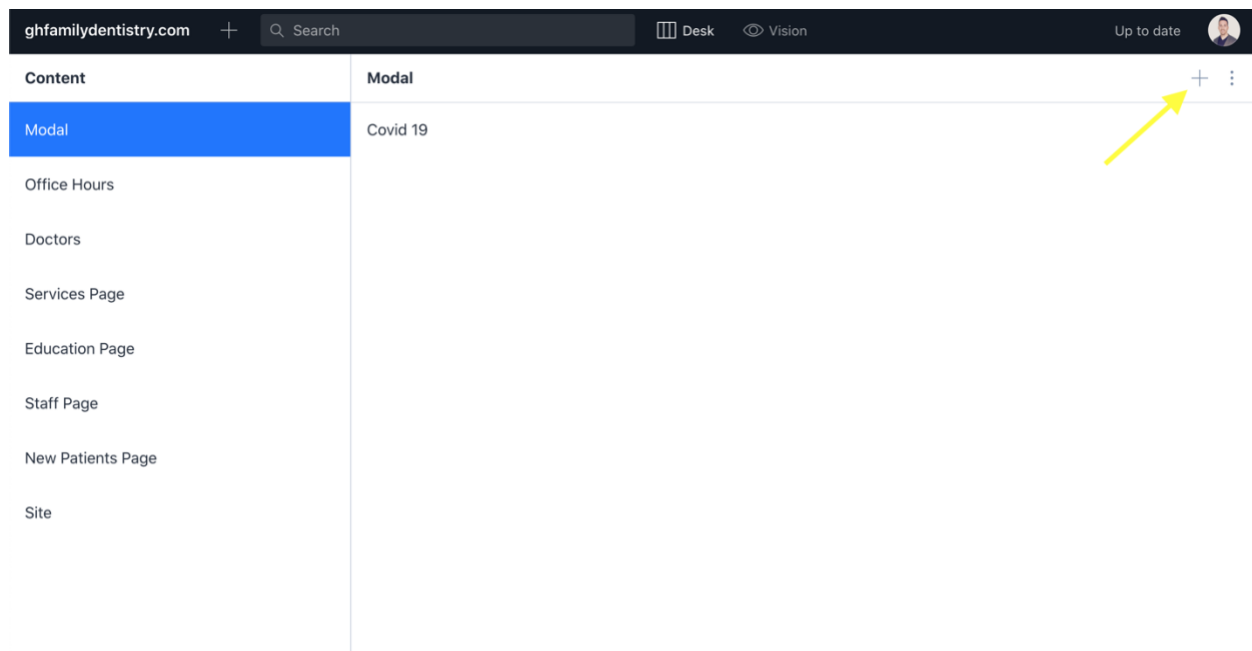 ghfamilydentistry.com Search Desk Vision Up to date
Content
Modal
Modal
Covid 19
Office Hours
Doctors
Services Page
Education Page
Staff Page
New Patients Page
Site